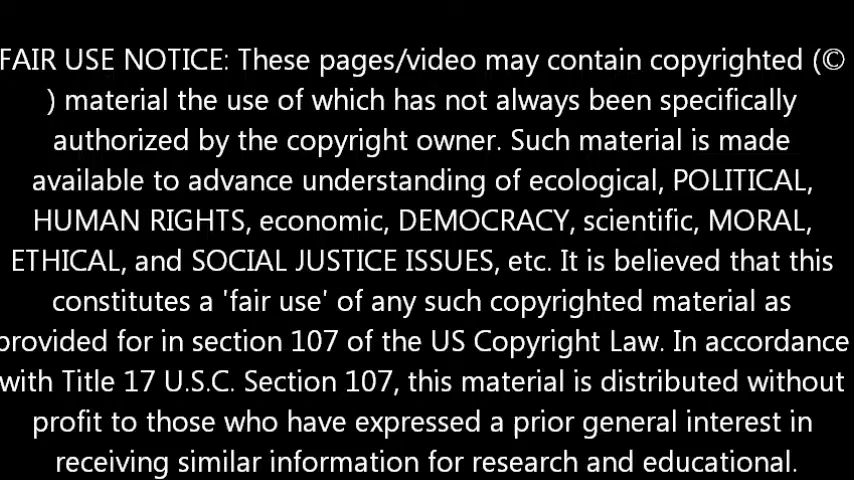 FAIR USE NOTICE: These pages/video may contain copyrighted (©
) material the use of which has not always been specifically
authorized by the copyright owner. Such material is made
available to advance understanding of ecological, POLITICAL,
HUMAN RIGHTS, economic, DEMOCRACY, scientific, MORAL,
ETHICAL, and SOCIAL JUSTICE ISSUES, etc. It is believed that this
constitutes a 'fair use' of any such copyrighted material as
provided for in section 107 of the US Copyright Law. In accordance
with Title 17 U.S.C. Section 107, this material is distributed without
profit to those who have expressed a prior general interest in
receiving similar information for research and educational.